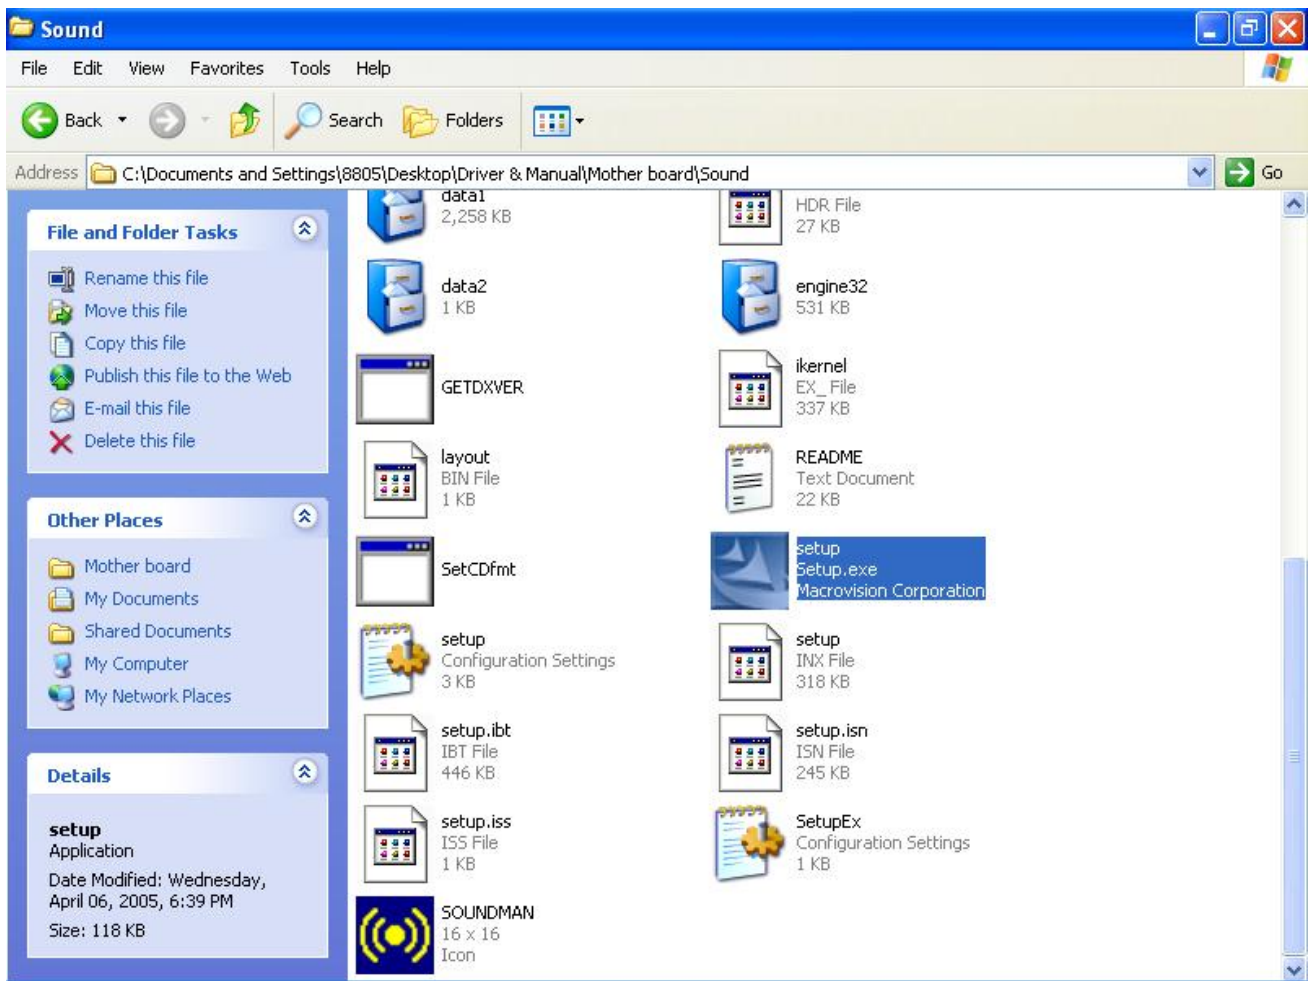 Sound
File Edit View Favorites Tools Help
Back Search Folders
Address C:\Documents and Settings\8805\Desktop\Driver & Manual\Mother board\Sound Go
File and Folder Tasks
Rename this file
Move this file
Copy this file
Publish this file to the Web
E-mail this file
Delete this file
Other Places
Mother board
My Documents
Shared Documents
My Computer
My Network Places
Details
setup
Application
Date Modified: Wednesday,
April 06, 2005, 6:39 PM
Size: 118 KB
data1
2,258 KB
HDR File
27 KB
data2
1 KB
engine32
531 KB
GETDXVER
ikernel
EX_ File
337 KB
layout
BIN File
1 KB
README
Text Document
22 KB
SetCDfmt
setup
Setup.exe
Macrovision Corporation
setup
Configuration Settings
3 KB
setup
INX File
318 KB
setup.ibt
IBT File
446 KB
setup.isn
ISN File
245 KB
setup.iss
ISS File
1 KB
SetupEx
Configuration Settings
1 KB
SOUNDMAN
16 x 16
Icon